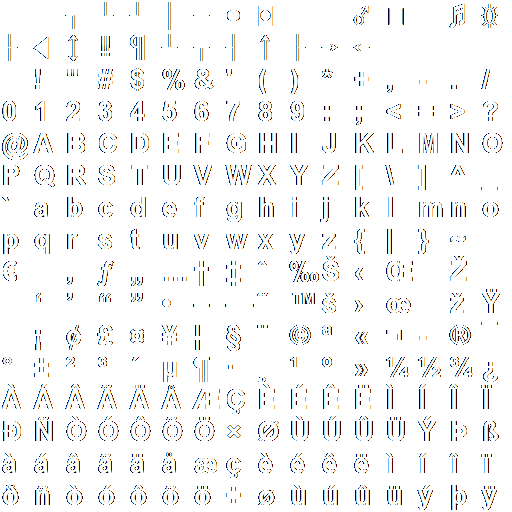 ┐ └ ┘ │ ─ • ◘ ♂ □ ♫ ☼
├ ◄ ↕ ‼ ¶ ┴ ┬ ┤ ↑ ├ → ←
! " # $ % & ' ( ) * + , - . /
0 1 2 3 4 5 6 7 8 9 : ; < = > ?
@ A B C D E F G H I J K L M N O
P Q R S T U V W X Y Z [ \ ] ^ _
` a b c d e f g h i j k l m n o
p q r s t u v w x y z { | } ~
€ ‚ ƒ „ … † ‡ ˆ ‰ Š ‹ Œ Ž
‘ ’ “ ” • – — ˜ ™ š › œ ž Ÿ
¡ ¢ £ ¤ ¥ ¦ § ¨ © ª « ¬ - ® ¯
° ± ² ³ ´ µ ¶ · ¸ ¹ º » ¼ ½ ¾ ¿
À Á Â Ã Ä Å Æ Ç È É Ê Ë Ì Í Î Ï
Ð Ñ Ò Ó Ô Õ Ö × Ø Ù Ú Û Ü Ý Þ ß
à á â ã ä å æ ç è é ê ë ì í î ï
ð ñ ò ó ô õ ö ÷ ø ù ú û ü ý þ ÿ